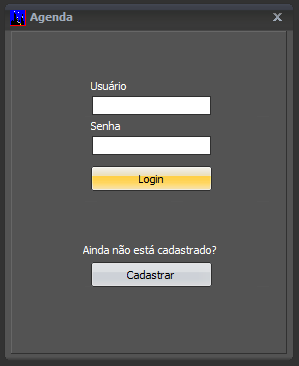 Agenda
Usuário
Senha
Login
Ainda não está cadastrado?
Cadastrar